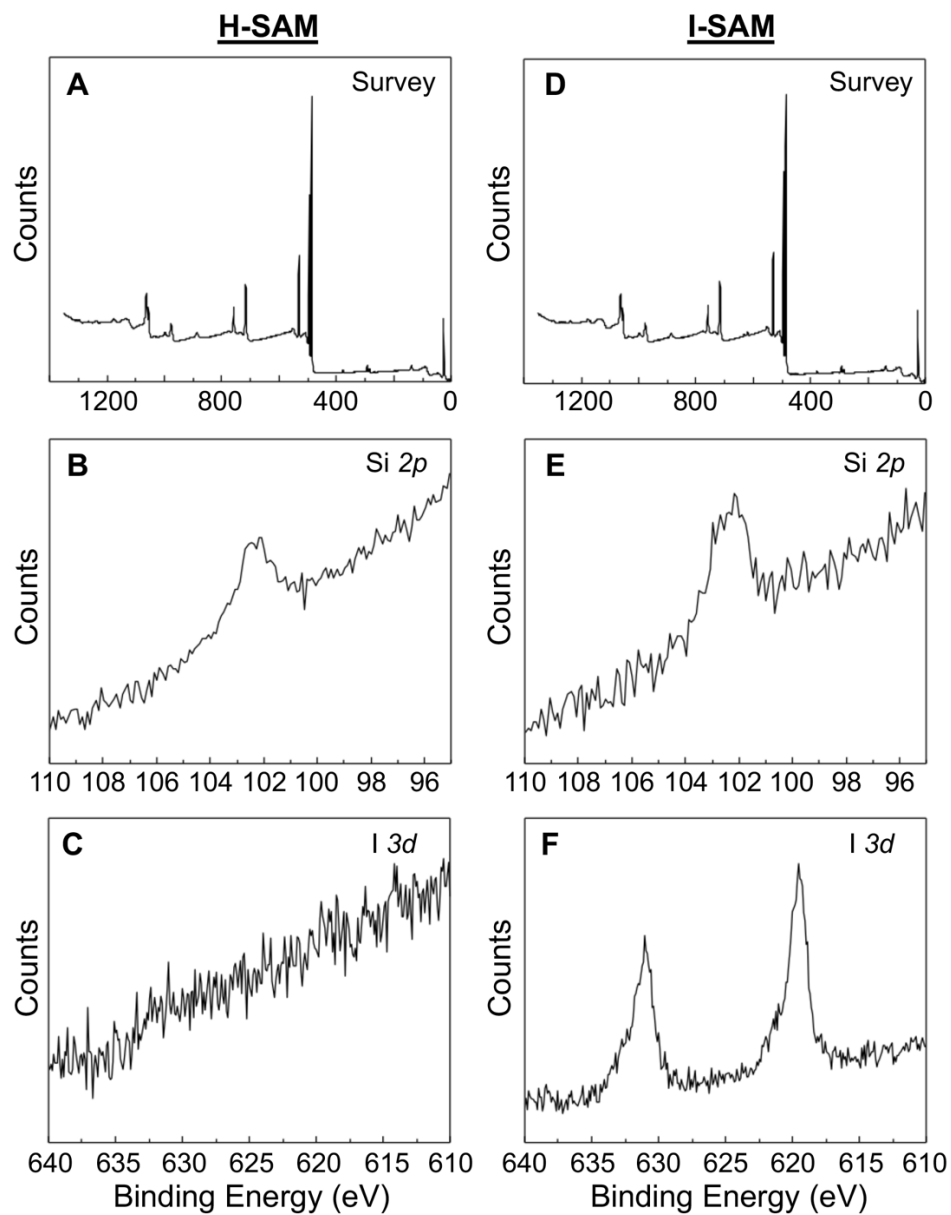 H-SAM
I-SAM
A
Survey
Counts
1200 800 400 0
D
Survey
Counts
1200 800 400 0
B
Si 2p
Counts
110 108 106 104 102 100 98 96
E
Si 2p
Counts
110 108 106 104 102 100 98 96
C
I 3d
Counts
640 635 630 625 620 615 610
Binding Energy (eV)
F
I 3d
Counts
640 635 630 625 620 615 610
Binding Energy (eV)